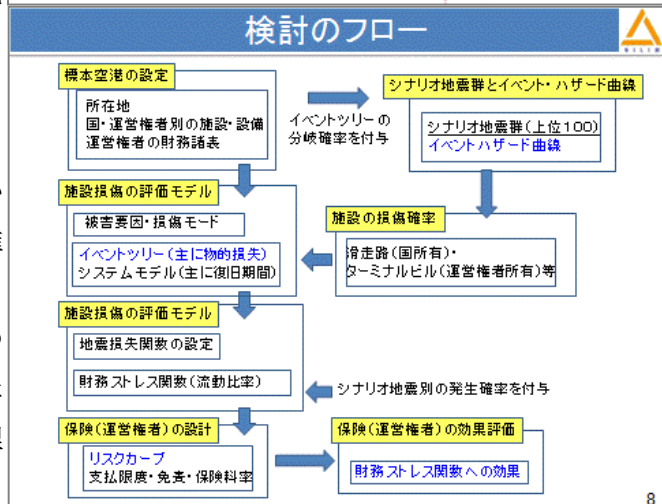 検討のフロー
標本空港の設定
所在地
国・運営権者別の施設・設備
運営権者の財務諸表
イベントツリーの
分岐確率を付与
シナリオ地震群とイベント・ハザード曲線
シナリオ地震群(上位100)
イベントハザード曲線
施設損傷の評価モデル
被害要因・損傷モード
イベントツリー(主に物的損失)
システムモデル(主に復旧期間)
施設の損傷確率
滑走路(国所有)・
ターミナルビル(運営権者所有)等
施設損傷の評価モデル
地震損失関数の設定
財務ストレス関数(流動比率)
シナリオ地震別の発生確率を付与
保険(運営権者)の設計
リスクカーブ
支払限度・免責・保険料率
保険(運営権者)の効果評価
財務ストレス関数への効果
8